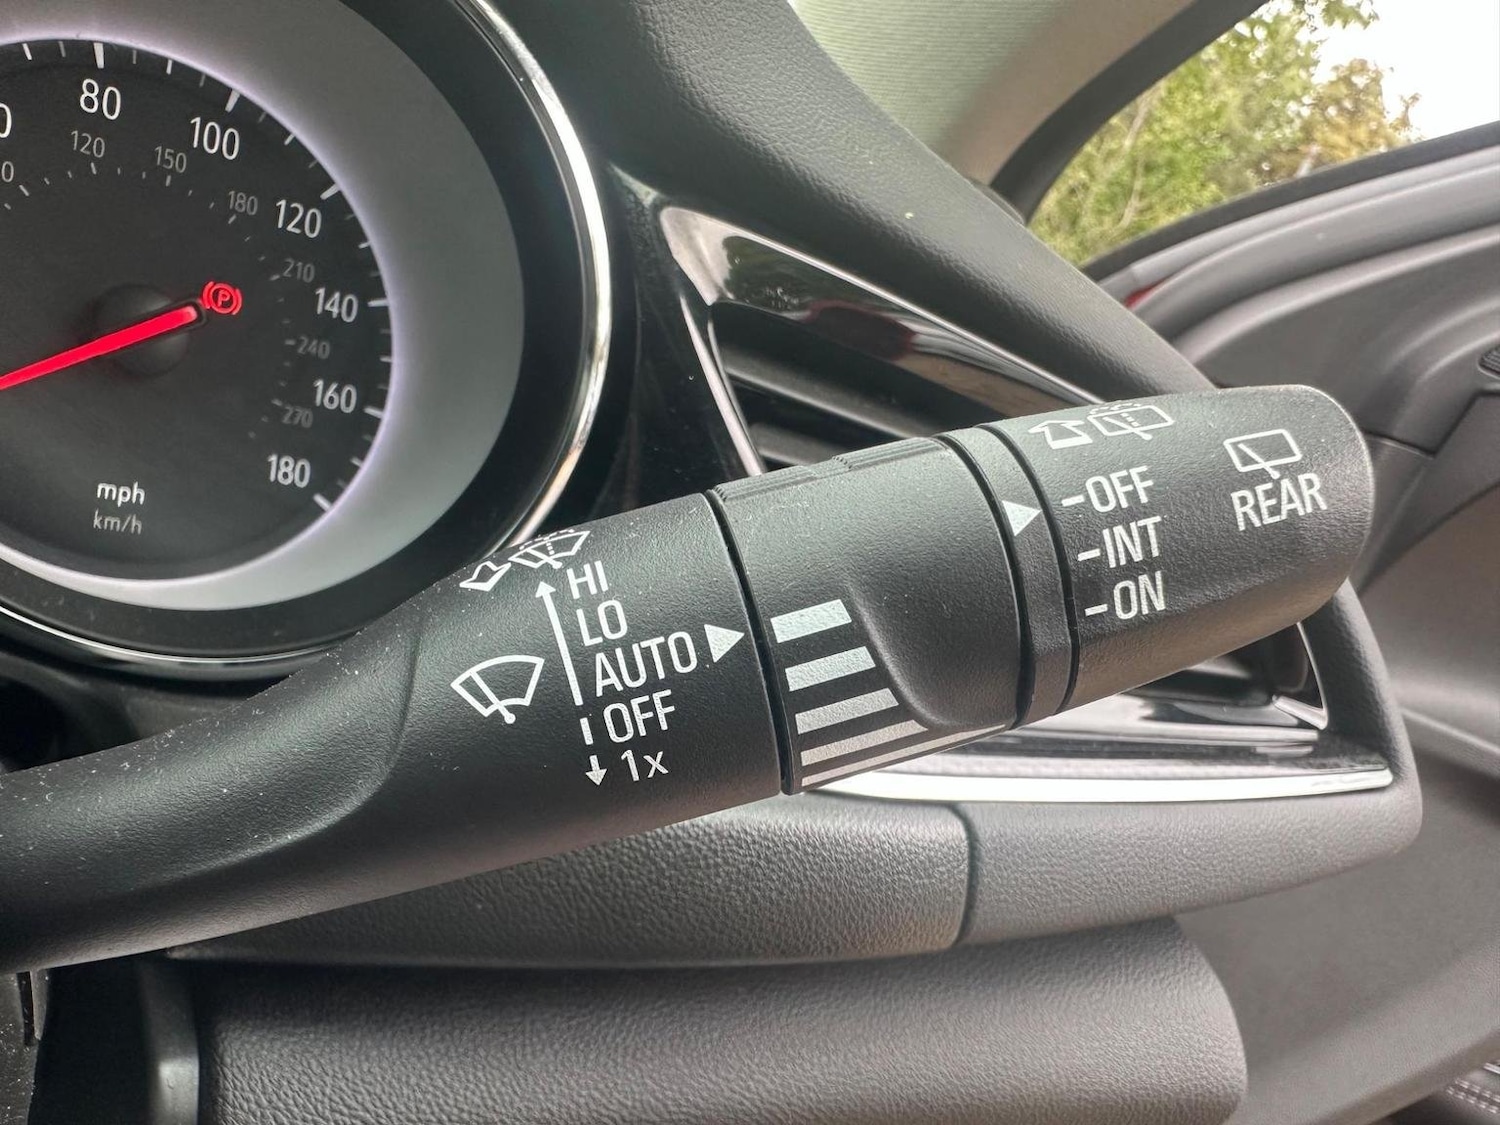 80
100
120
140
160
180
120
150
180
210
240
270
mph
km/h
P
HI
LO
AUTO
OFF
1x
-OFF
-INT
-ON
REAR